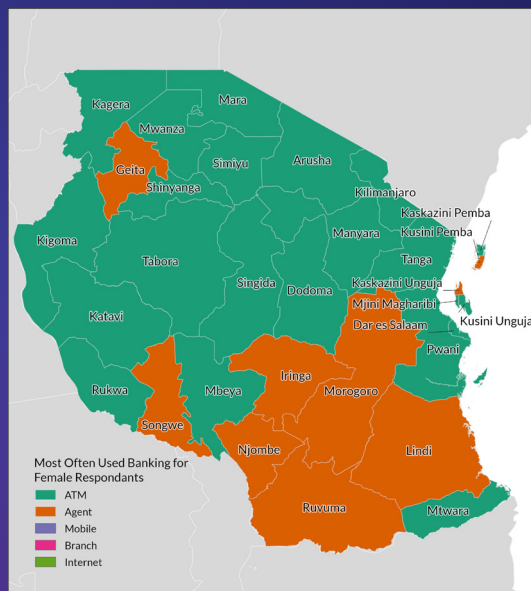 Kagera
Mara
Mwanza
Geita
Simiyu
Arusha
Shinyanga
Kilimanjaro
Kaskazini Pemba
Kusini Pemba
Kigoma
Manyara
Tabora
Tanga
Singida
Dodoma
Kaskazini Unguja
Mjini Magharibi
Katavi
Dar es Salaam
Kusini Unguja
Pwani
Iringa
Rukwa
Mbeya
Morogoro
Songwe
Njombe
Lindi
Ruvuma
Mtwara
Most Often Used Banking for
Female Respondants
ATM
Agent
Mobile
Branch
Internet